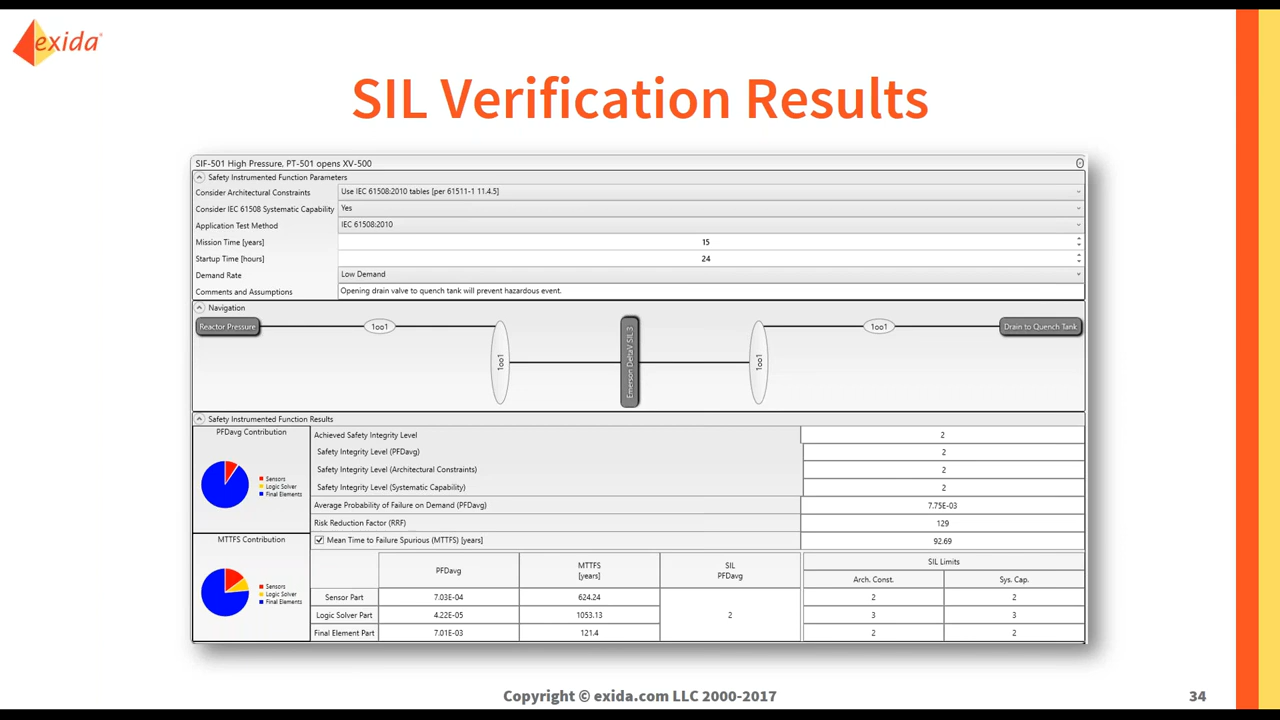 exida
SIL Verification Results
SIF-501 High Pressure, PT-501 opens XV-500
Safety Instrumented Function Parameters
Consider Architectural Constraints Use IEC 61508:2010 tables [per 61511-1 11.4.5]
Consider IEC 61508 Systematic Capability Yes
Application Test Method IEC 61508:2010
Mission Time [years] 15
Startup Time [hours] 24
Demand Rate Low Demand
Comments and Assumptions Opening drain valve to quench tank will prevent hazardous event.
Navigation
Reactor Pressure 1oo1 1oo1 Emerson DeltaV SIL3 1oo1 1oo1 Drain to Quench Tank
Safety Instrumented Function Results
PFDavg Contribution
Sensors
Logic Solver
Final Elements
Achieved Safety Integrity Level 2
Safety Integrity Level (PFDavg) 2
Safety Integrity Level (Architectural Constraints) 2
Safety Integrity Level (Systematic Capability) 2
Average Probability of Failure on Demand (PFDavg) 7.75E-03
Risk Reduction Factor (RRF) 129
Mean Time to Failure Spurious (MTTFS) [years] 92.69
MTTFS Contribution
Sensors
Logic Solver
Final Elements
PFDavg MTTFS [years] SIL PFDavg SIL Limits
Arch. Const. Sys. Cap.
Sensor Part 7.03E-04 624.24 2 2
Logic Solver Part 4.22E-05 1053.13 2 3 3
Final Element Part 7.01E-03 121.4 2 2
Copyright © exida.com LLC 2000-2017
34